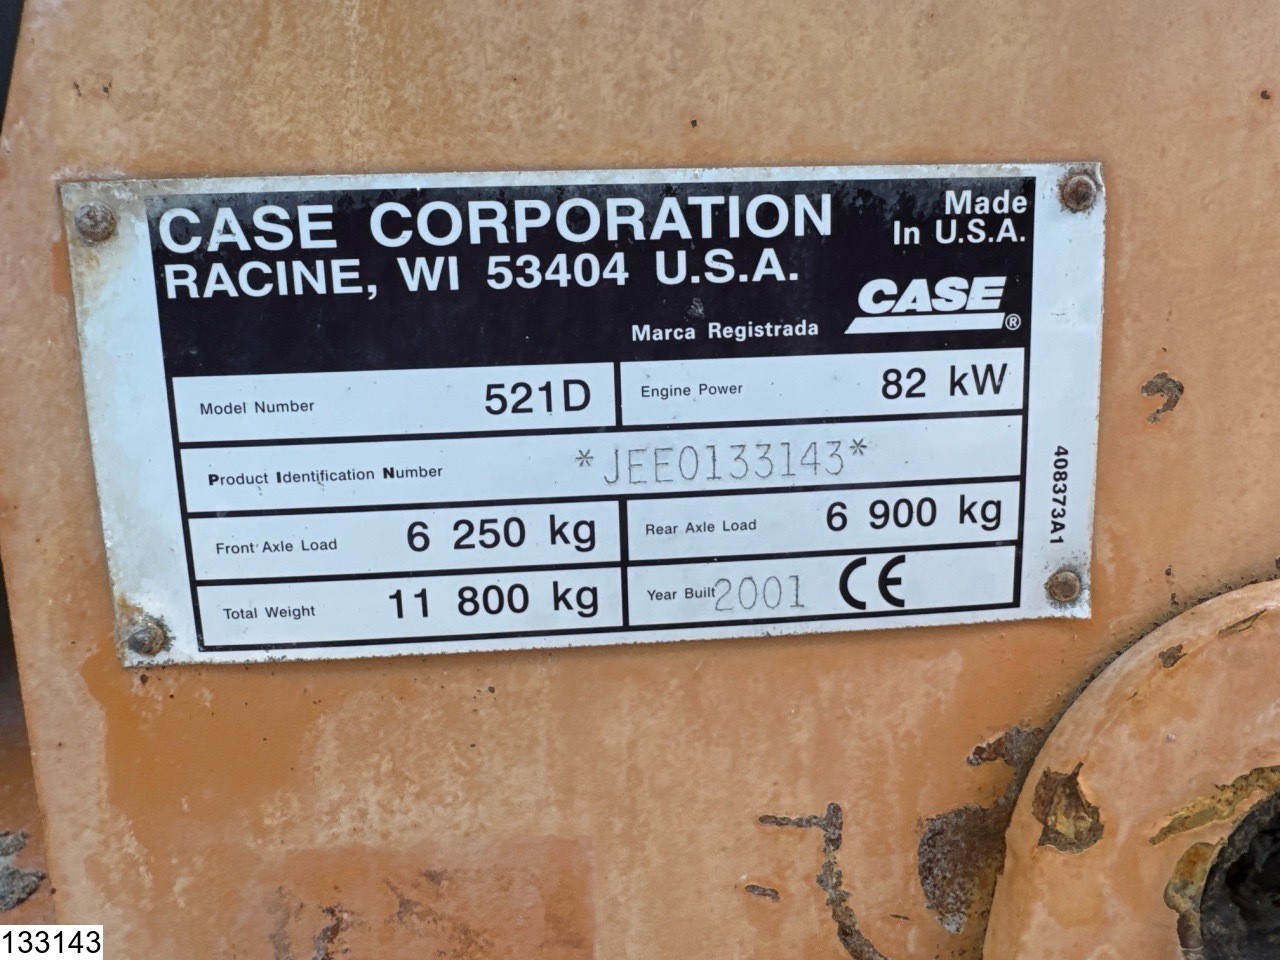 CASE CORPORATION
RACINE, WI 53404 U.S.A.
Made
In U.S.A.
CASE®
Marca Registrada
Model Number 521D
Engine Power 82 kW
Product Identification Number *JEE0133143*
Front Axle Load 6 250 kg
Rear Axle Load 6 900 kg
Total Weight 11 800 kg
Year Built 2001 CE
408373A1
133143